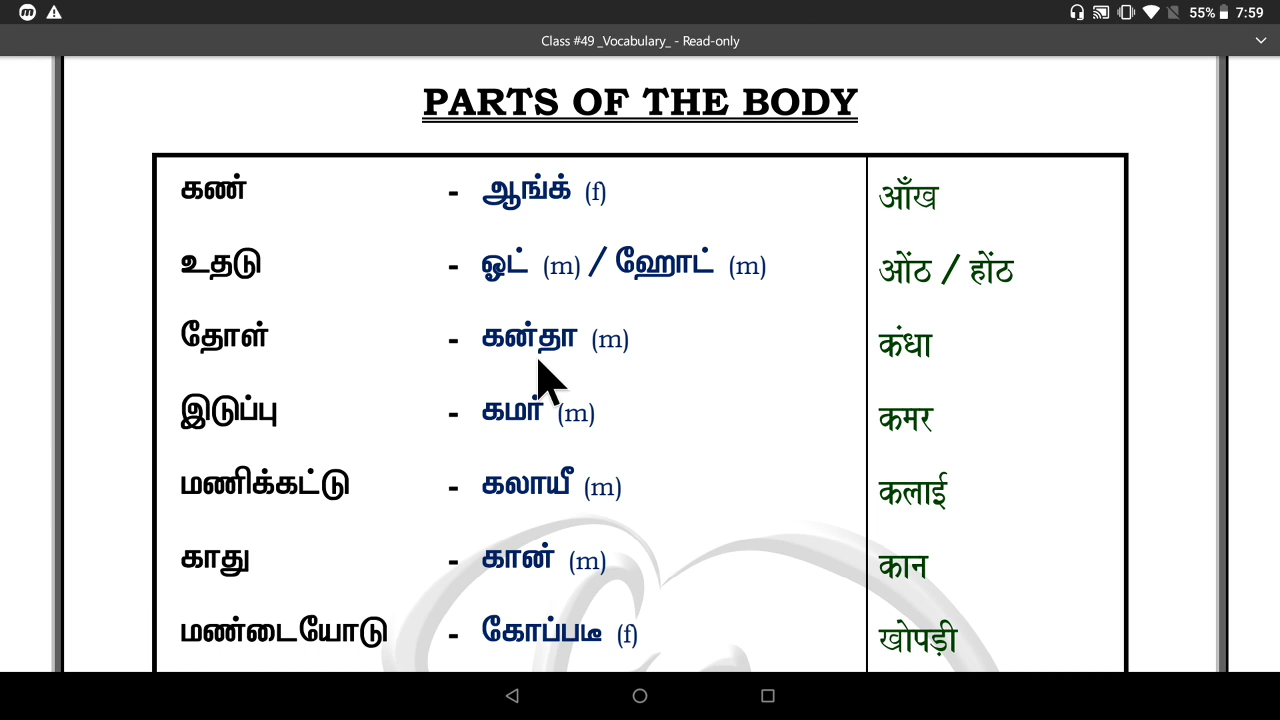 55% 7:59
Class #49 _Vocabulary_ - Read-only
PARTS OF THE BODY
கண் - ஆங்க் (f) आँख
உதடு - ஓட் (m) / ஹோட் (m) ओंठ / होंठ
தோள் - கன்தா (m) कंधा
இடுப்பு - கமர் (m) कमर
மணிக்கட்டு - கலாயீ (m) कलाई
காது - கான் (m) कान
மண்டையோடு - கோப்படீ (f) खोपड़ी